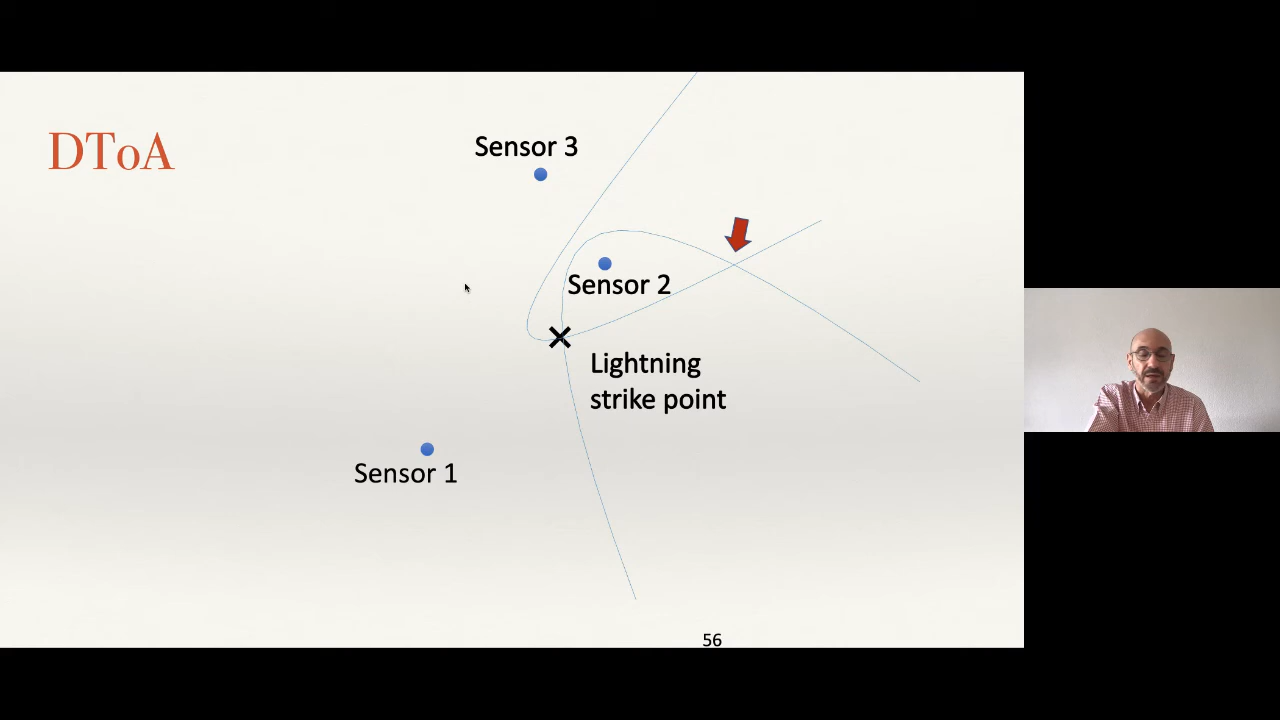 DToA
Sensor 3
Sensor 2
Lightning
strike point
Sensor 1
56